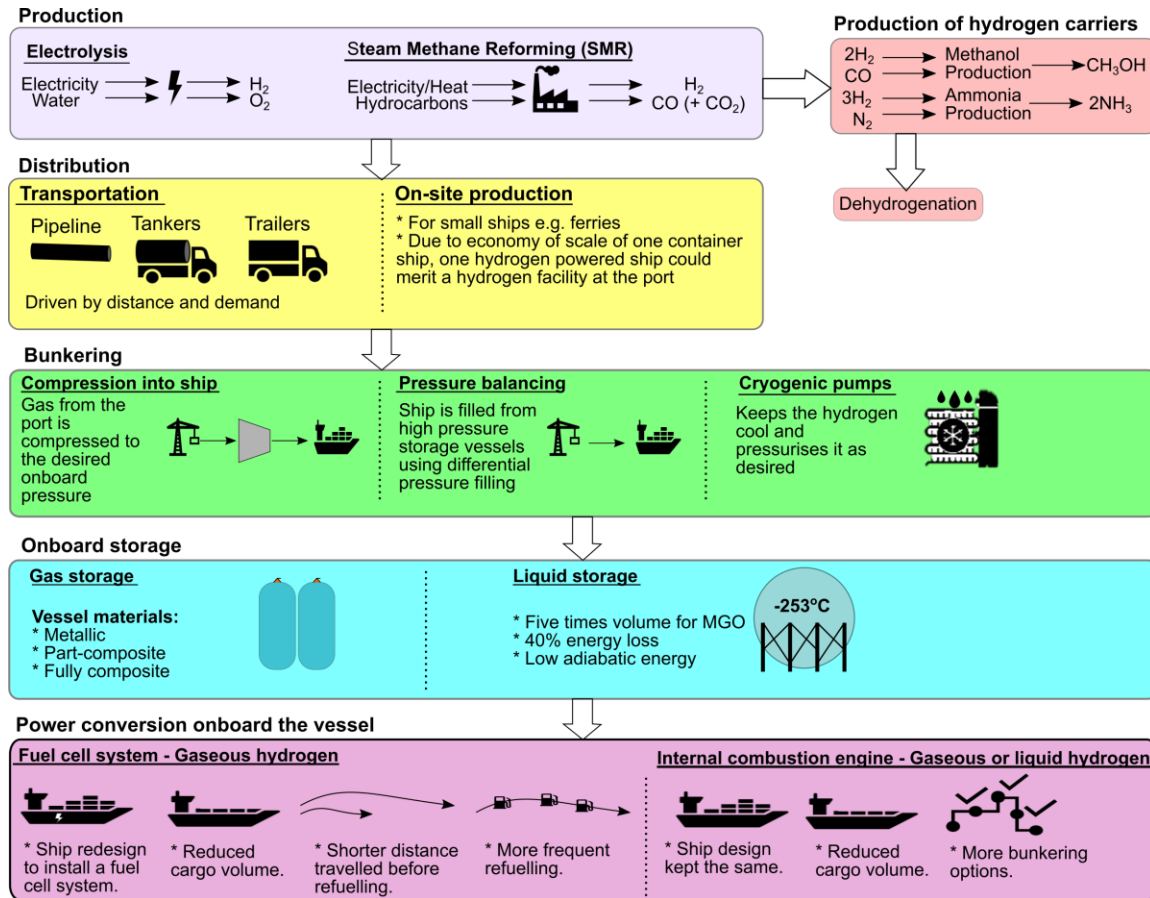 Production
Electrolysis
Electricity
Water
H₂
O₂
Steam Methane Reforming (SMR)
Electricity/Heat
Hydrocarbons
H₂
CO (+ CO₂)
Production of hydrogen carriers
2H₂
CO
Methanol
Production
CH₃OH
3H₂
N₂
Ammonia
Production
2NH₃
Dehydrogenation
Distribution
Transportation
Pipeline
Tankers
Trailers
Driven by distance and demand
On-site production
* For small ships e.g. ferries
* Due to economy of scale of one container
ship, one hydrogen powered ship could
merit a hydrogen facility at the port
Bunkering
Compression into ship
Gas from the
port is
compressed to
the desired
onboard
pressure
Pressure balancing
Ship is filled from
high pressure
storage vessels
using differential
pressure filling
Cryogenic pumps
Keeps the hydrogen
cool and
pressurises it as
desired
Onboard storage
Gas storage
Vessel materials:
* Metallic
* Part-composite
* Fully composite
Liquid storage
* Five times volume for MGO
* 40% energy loss
* Low adiabatic energy
-253°C
Power conversion onboard the vessel
Fuel cell system - Gaseous hydrogen
* Ship redesign
to install a fuel
cell system.
* Reduced
cargo volume.
* Shorter distance
travelled before
refuelling.
* More frequent
refuelling.
Internal combustion engine - Gaseous or liquid hydrogen
* Ship design
kept the same.
* Reduced
cargo volume.
* More bunkering
options.